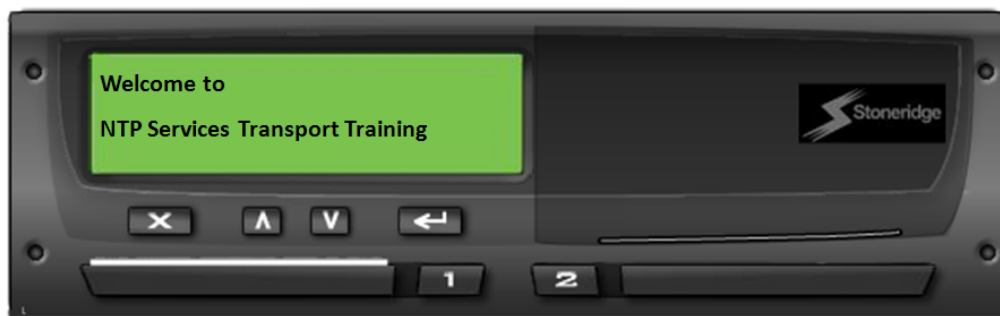 Welcome to
NTP Services Transport Training
Stoneridge
1
2